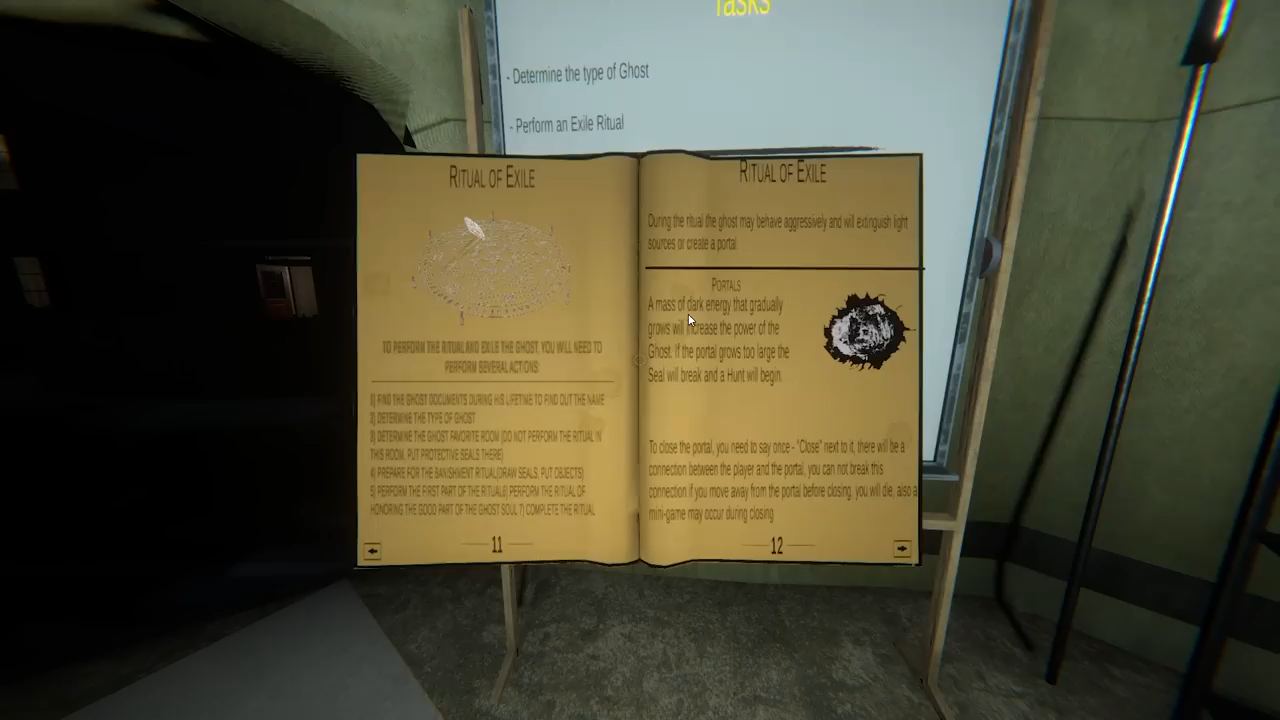 Tasks
- Determine the type of Ghost
- Perform an Exile Ritual
RITUAL OF EXILE
TO PERFORM THE RITUAL AND EXILE THE GHOST, YOU WILL NEED TO
PERFORM SEVERAL ACTIONS:
1) FIND THE GHOST DOCUMENTS DURING HIS LIFETIME TO FIND OUT THE NAME
2) DETERMINE THE TYPE OF GHOST
3) DETERMINE THE GHOST FAVORITE ROOM (DO NOT PERFORM THE RITUAL IN
THIS ROOM, PUT PROTECTIVE SEALS THERE)
4) PREPARE FOR THE BANISHMENT RITUAL(DRAW SEALS, PUT OBJECTS)
5) PERFORM THE FIRST PART OF THE RITUAL6) PERFORM THE RITUAL OF
HONORING THE GOOD PART OF THE GHOST SOUL 7) COMPLETE THE RITUAL
11
RITUAL OF EXILE
During the ritual the ghost may behave aggressively and will extinguish light
sources or create a portal
PORTALS
A mass of dark energy that gradually
grows will increase the power of the
Ghost. If the portal grows too large the
Seal will break and a Hunt will begin.
To close the portal, you need to say once - "Close" next to it, there will be a
connection between the player and the portal, you can not break this
connection if you move away from the portal before closing, you will die, also a
mini-game may occur during closing
12